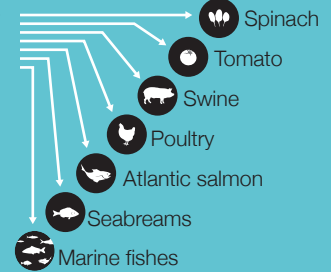 Spinach
Tomato
Swine
Poultry
Atlantic salmon
Seabreams
Marine fishes